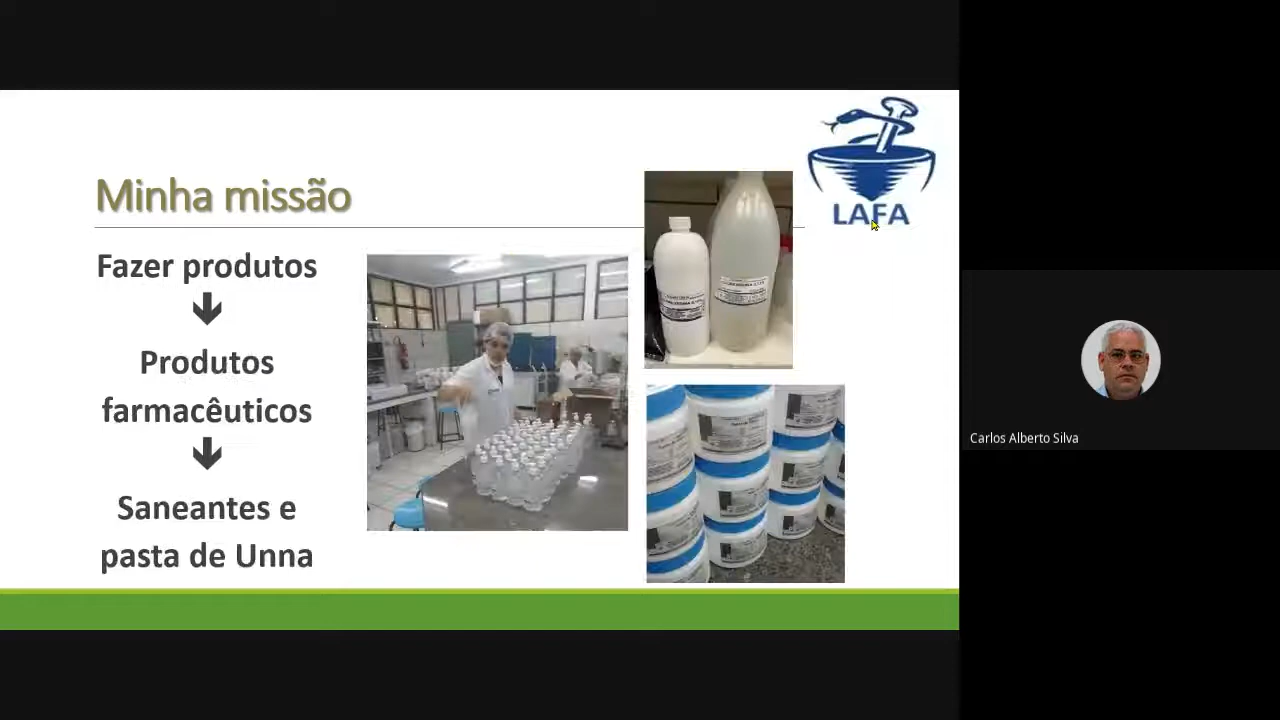 LAFA
Minha missão
Fazer produtos
Produtos
farmacêuticos
Saneantes e
pasta de Unna
Carlos Alberto Silva